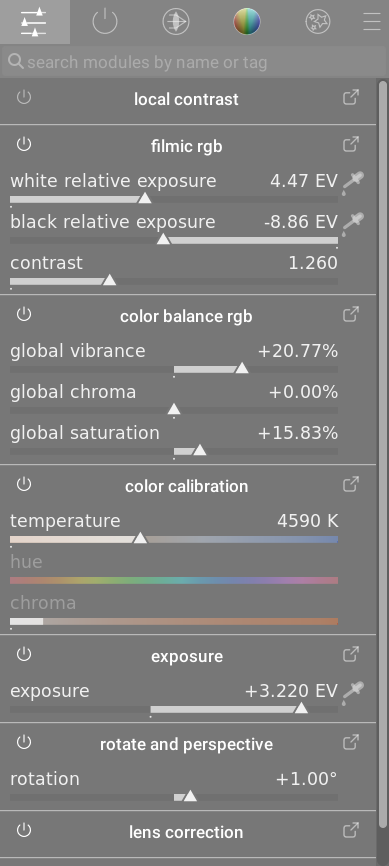 search modules by name or tag
local contrast
filmic rgb
white relative exposure 4.47 EV
black relative exposure -8.86 EV
contrast 1.260
color balance rgb
global vibrance +20.77%
global chroma +0.00%
global saturation +15.83%
color calibration
temperature 4590 K
hue
chroma
exposure
exposure +3.220 EV
rotate and perspective
rotation +1.00°
lens correction